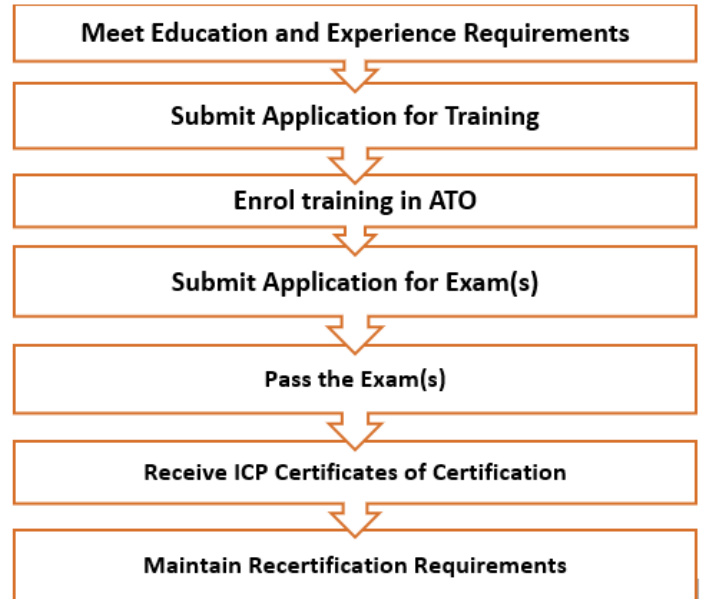 Meet Education and Experience Requirements
Submit Application for Training
Enrol training in ATO
Submit Application for Exam(s)
Pass the Exam(s)
Receive ICP Certificates of Certification
Maintain Recertification Requirements